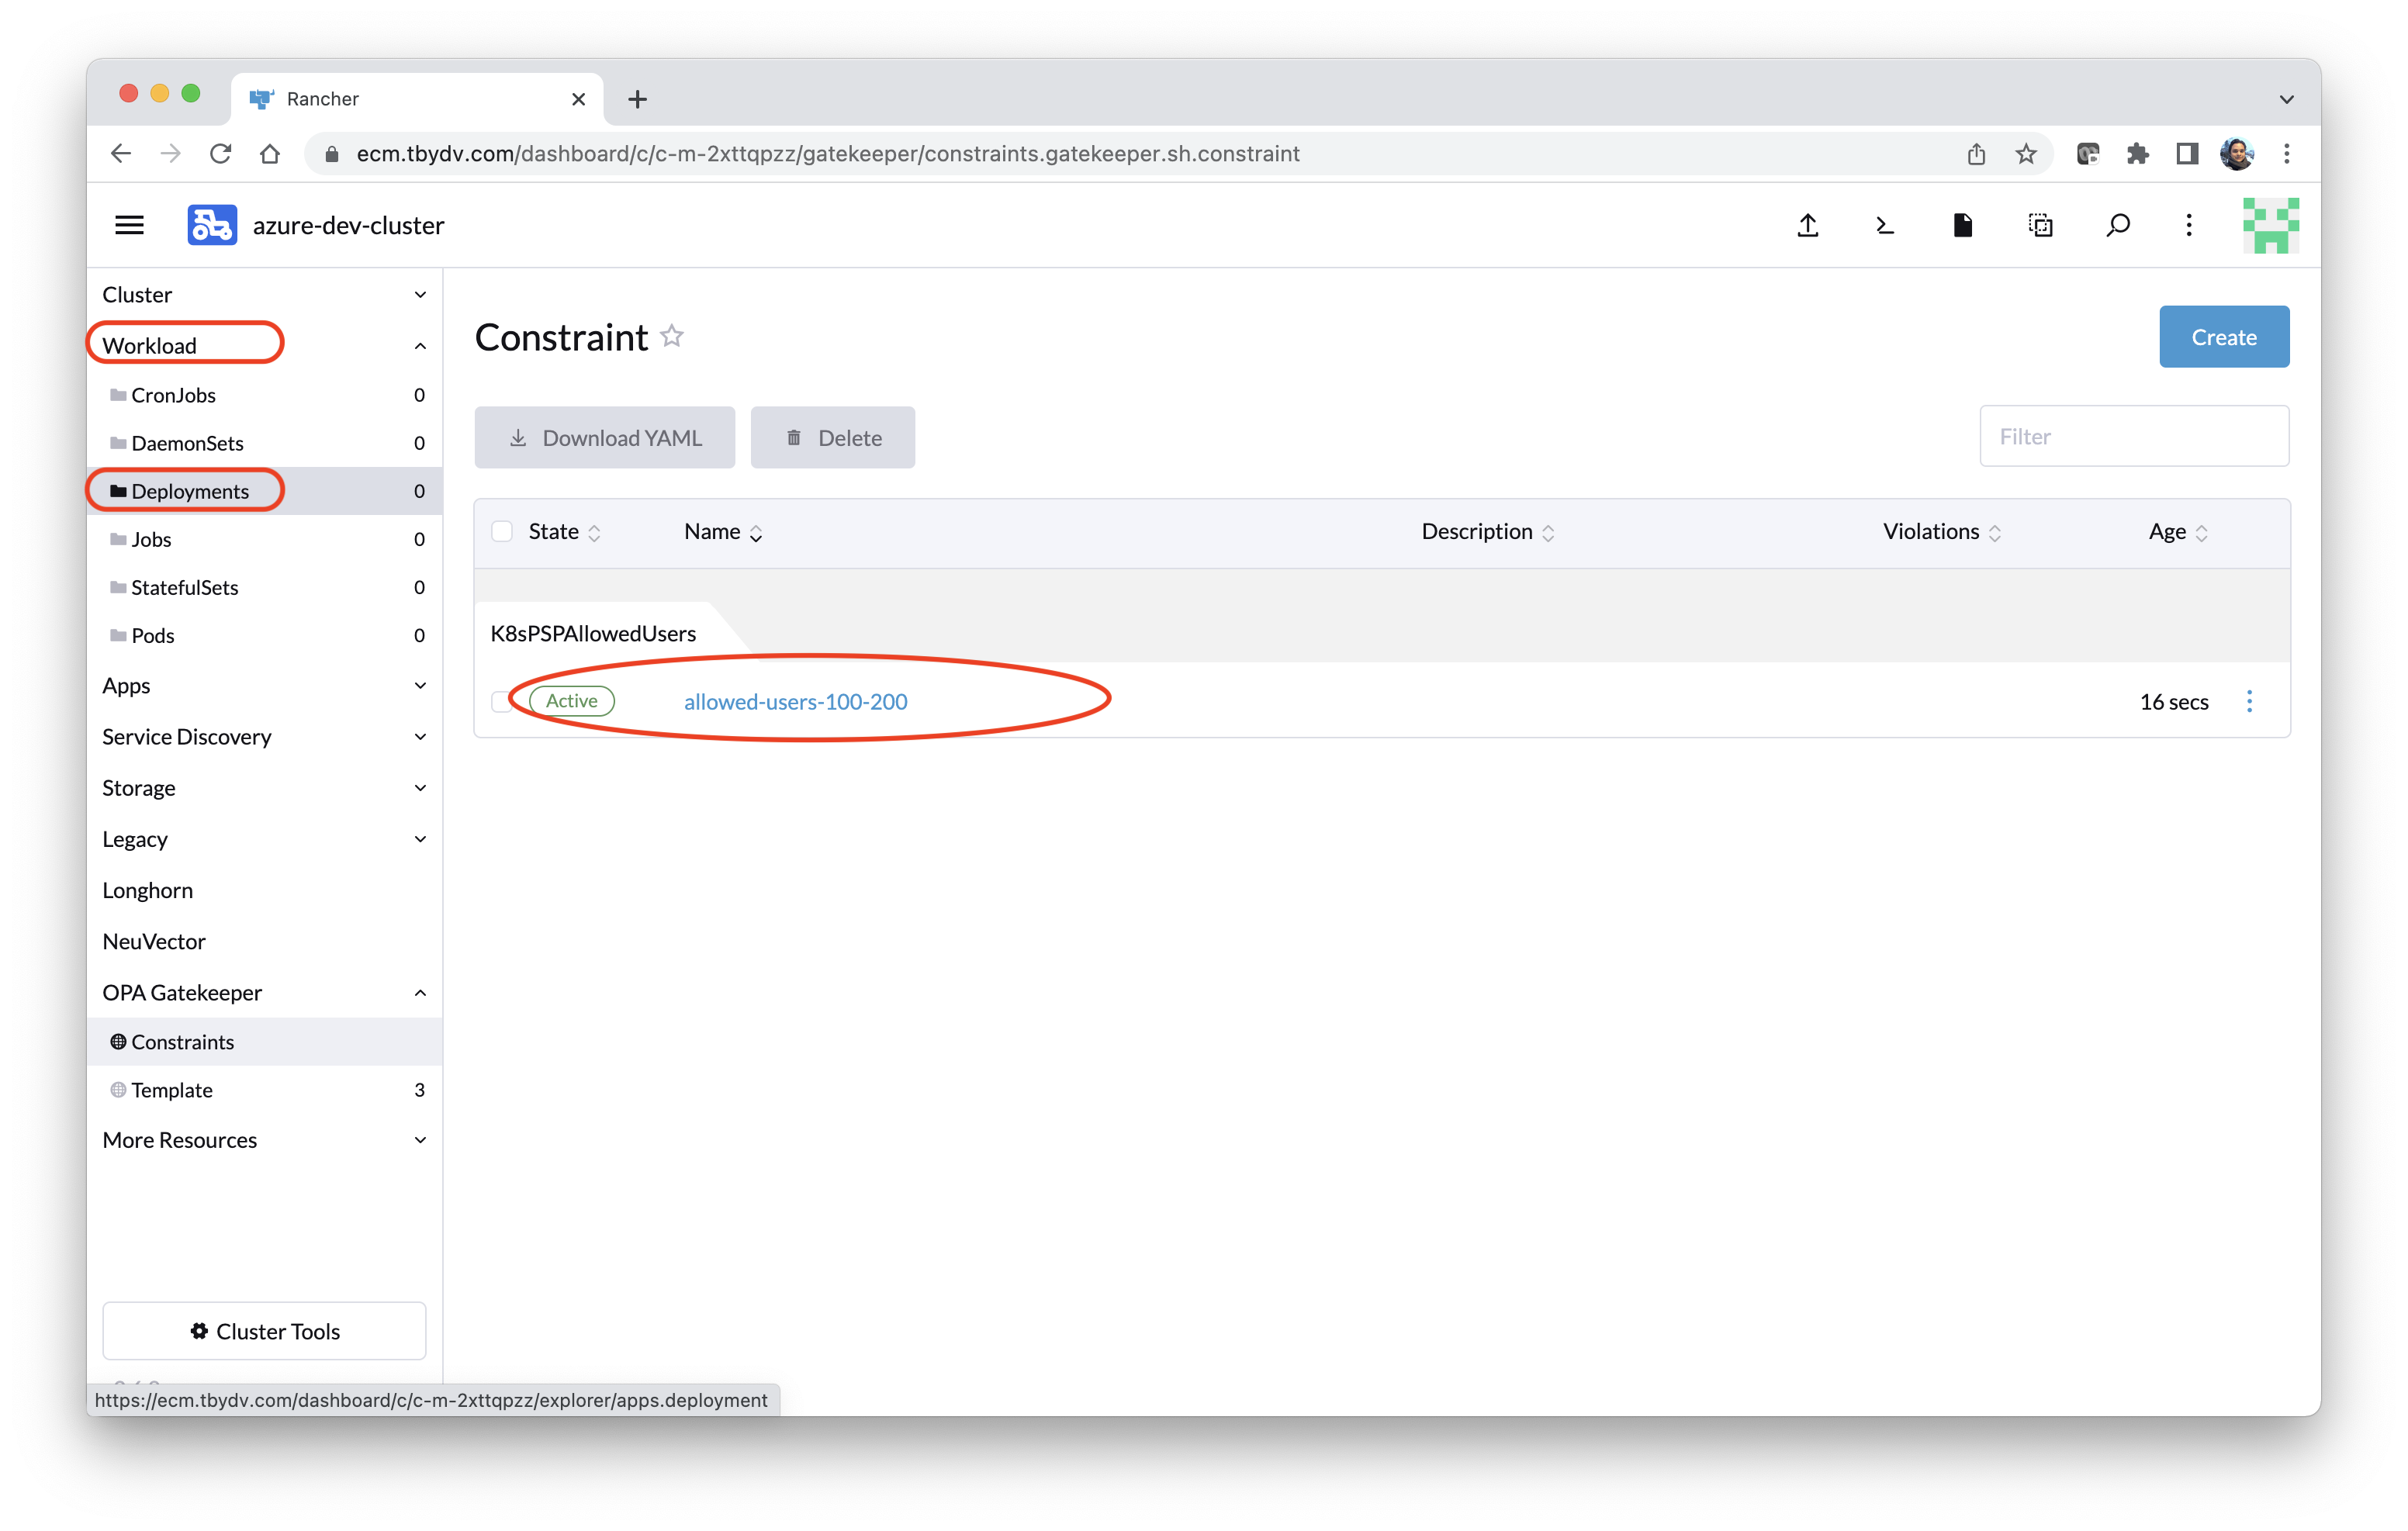 Rancher
ecm.tbydv.com/dashboard/c/c-m-2xttqpzz/gatekeeper/constraints.gatekeeper.sh.constraint
azure-dev-cluster
Cluster
Workload
CronJobs 0
DaemonSets 0
Deployments 0
Jobs 0
StatefulSets 0
Pods 0
Apps
Service Discovery
Storage
Legacy
Longhorn
NeuVector
OPA Gatekeeper
Constraints
Template 3
More Resources
Cluster Tools
https://ecm.tbydv.com/dashboard/c/c-m-2xttqpzz/explorer/apps.deployment
Constraint
Create
Download YAML
Delete
Filter
State Name Description Violations Age
K8sPSPAllowedUsers
Active allowed-users-100-200 16 secs